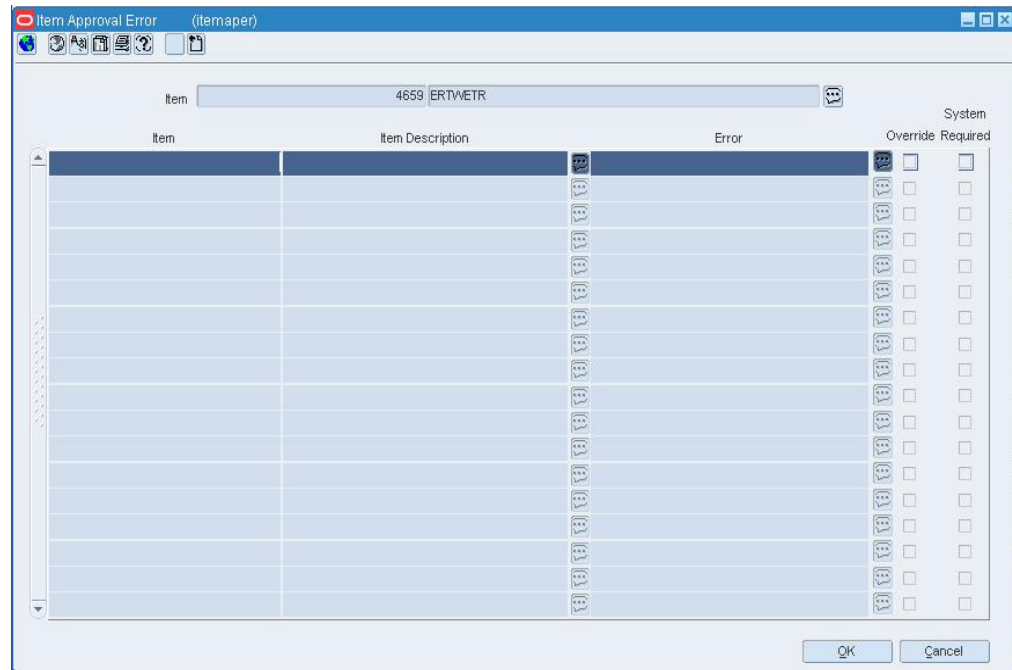 Item Approval Error (itemaper)
Item 4659 ERTWETR
System
Item Item Description Error Override Required
OK Cancel